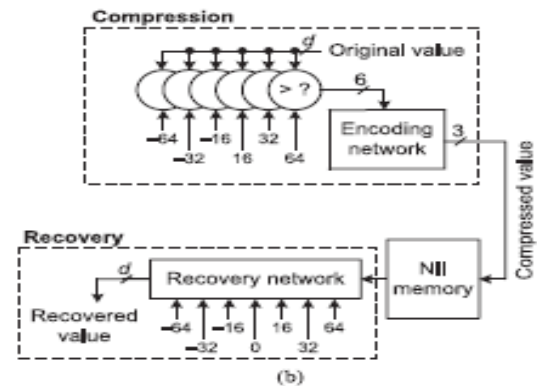 Compression
d Original value
> ?
6
–64 –16 32
–32 16 64
Encoding
network
3
Compressed value
Recovery
d
Recovery network
NII
memory
Recovered
value
–64 –16 16 64
–32 0 32
(b)